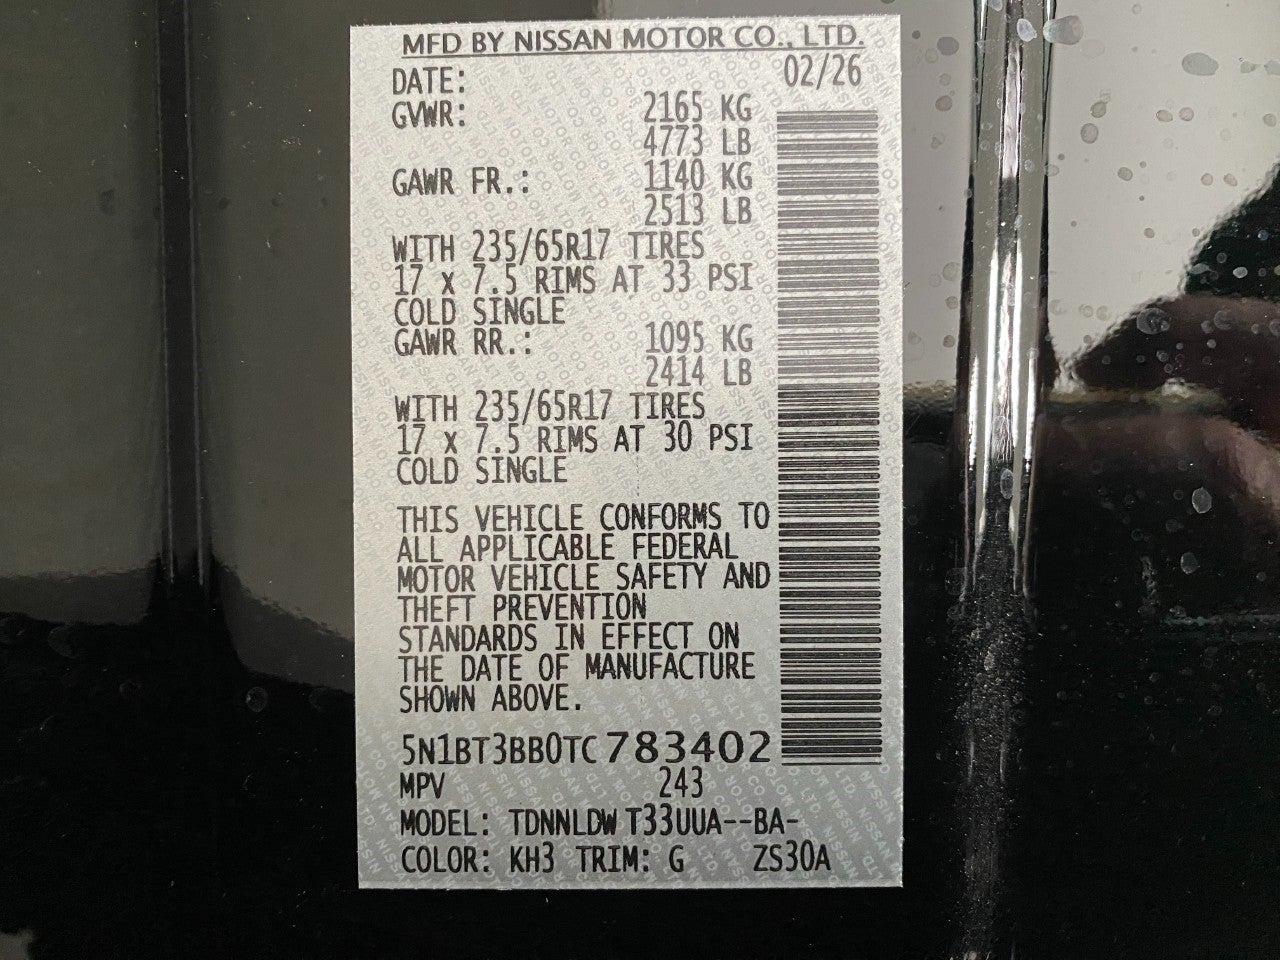 MFD BY NISSAN MOTOR CO., LTD.
DATE: 02/26
GVWR: 2165 KG
4773 LB
GAWR FR.: 1140 KG
2513 LB
WITH 235/65R17 TIRES
17 x 7.5 RIMS AT 33 PSI
COLD SINGLE
GAWR RR.: 1095 KG
2414 LB
WITH 235/65R17 TIRES
17 x 7.5 RIMS AT 30 PSI
COLD SINGLE
THIS VEHICLE CONFORMS TO
ALL APPLICABLE FEDERAL
MOTOR VEHICLE SAFETY AND
THEFT PREVENTION
STANDARDS IN EFFECT ON
THE DATE OF MANUFACTURE
SHOWN ABOVE.
5N1BT3BB0TC783402
MPV 243
MODEL: TDNNLDW T33UUA--BA-
COLOR: KH3 TRIM: G ZS30A